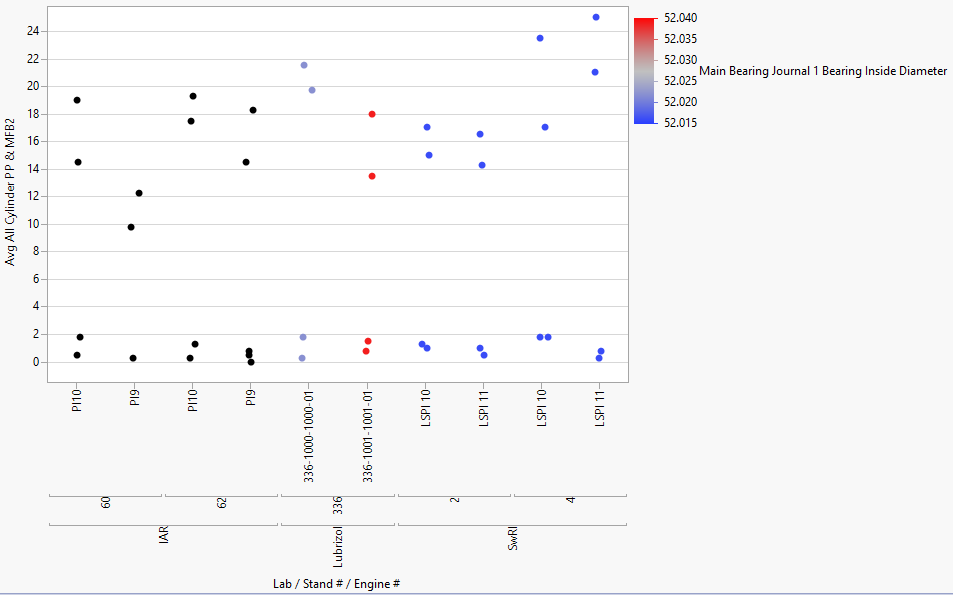 24
22
20
18
16
14
12
10
8
6
4
2
0
Avg All Cylinder PP & MFB2
52.040
52.035
52.030
52.025
52.020
52.015
Main Bearing Journal 1 Bearing Inside Diameter
PI10
PI9
PI10
PI9
336-1000-1000-01
336-1001-1001-01
LSPI 10
LSPI 11
LSPI 10
LSPI 11
60
62
336
2
4
IAR
Lubrizol
SwRI
Lab / Stand # / Engine #